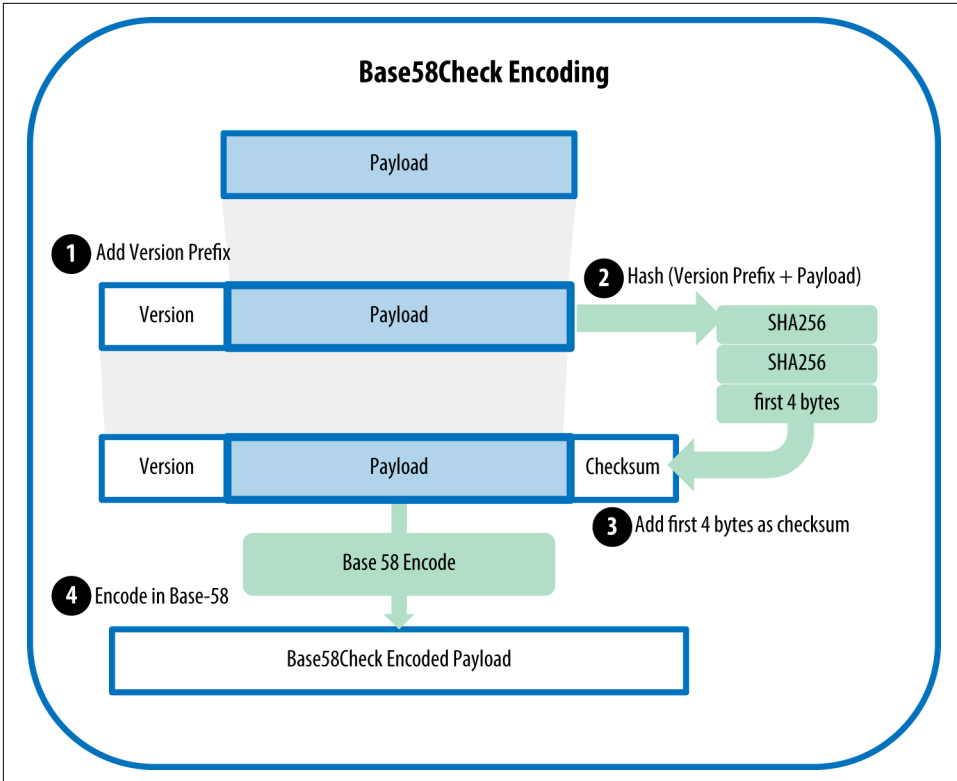 Base58Check Encoding
Payload
1 Add Version Prefix
2 Hash (Version Prefix + Payload)
Version
Payload
SHA256
SHA256
first 4 bytes
Version
Payload
Checksum
3 Add first 4 bytes as checksum
Base 58 Encode
4 Encode in Base-58
Base58Check Encoded Payload